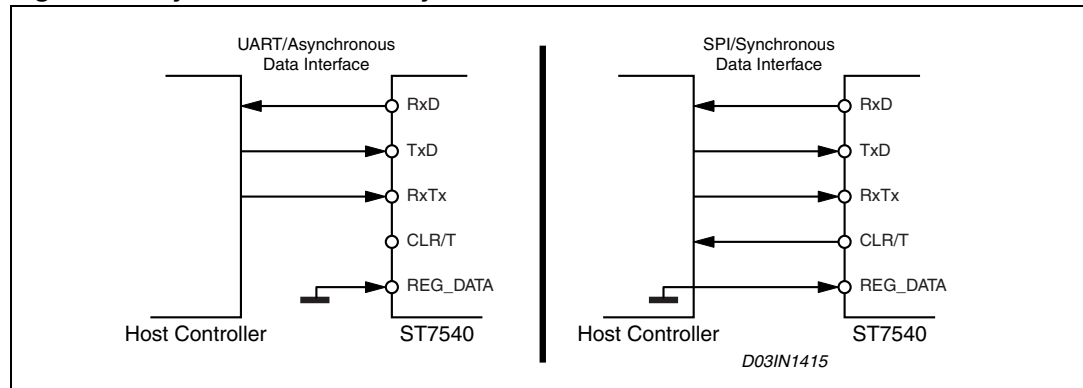 UART/Asynchronous
Data Interface
RxD
TxD
RxTx
CLR/T
REG_DATA
Host Controller
ST7540
SPI/Synchronous
Data Interface
RxD
TxD
RxTx
CLR/T
REG_DATA
Host Controller
ST7540
D03IN1415